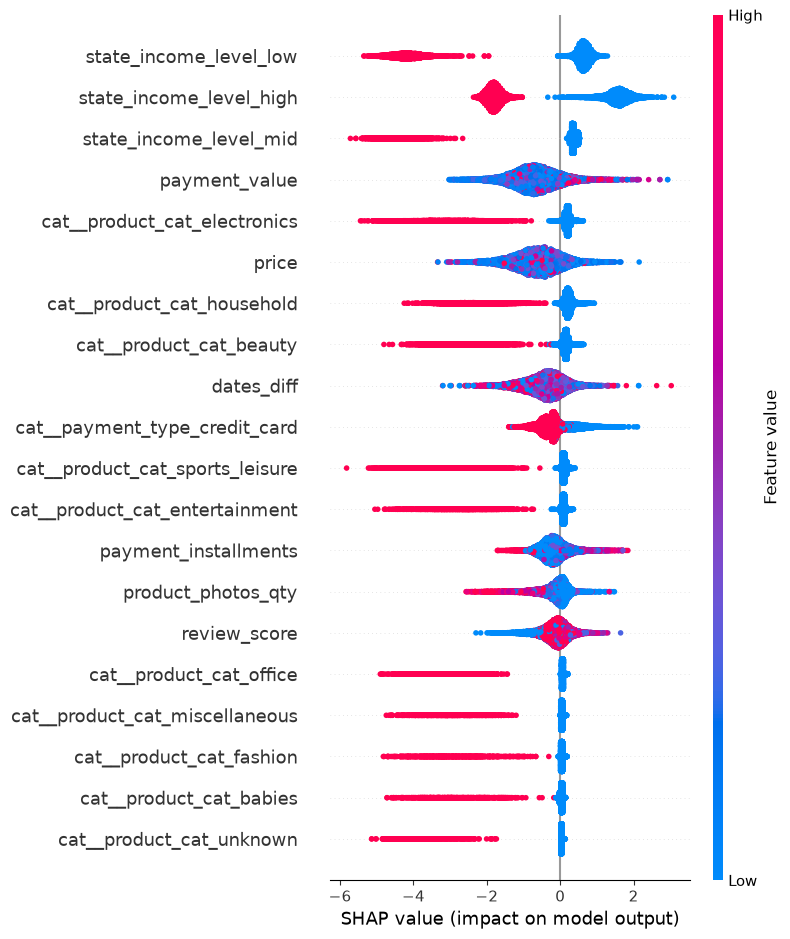 High
state_income_level_low
state_income_level_high
state_income_level_mid
payment_value
cat__product_cat_electronics
price
cat__product_cat_household
cat__product_cat_beauty
dates_diff
cat__payment_type_credit_card
cat__product_cat_sports_leisure
cat__product_cat_entertainment
payment_installments
product_photos_qty
review_score
cat__product_cat_office
cat__product_cat_miscellaneous
cat__product_cat_fashion
cat__product_cat_babies
cat__product_cat_unknown
Feature value
Low
−6 −4 −2 0 2
SHAP value (impact on model output)